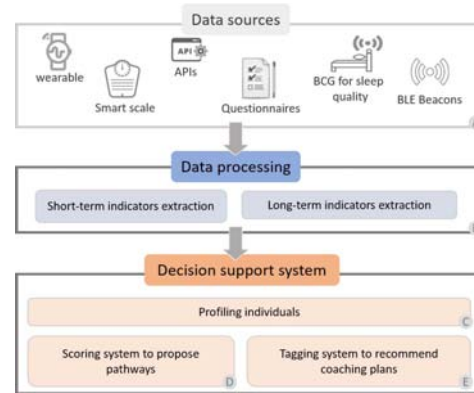 Data sources
API
wearable
Smart scale
APIs
Questionnaires
BCG for sleep
quality
BLE Beacons
Data processing
Short-term indicators extraction
Long-term indicators extraction
Decision support system
Profiling individuals
C
Scoring system to propose
pathways
D
Tagging system to recommend
coaching plans
E